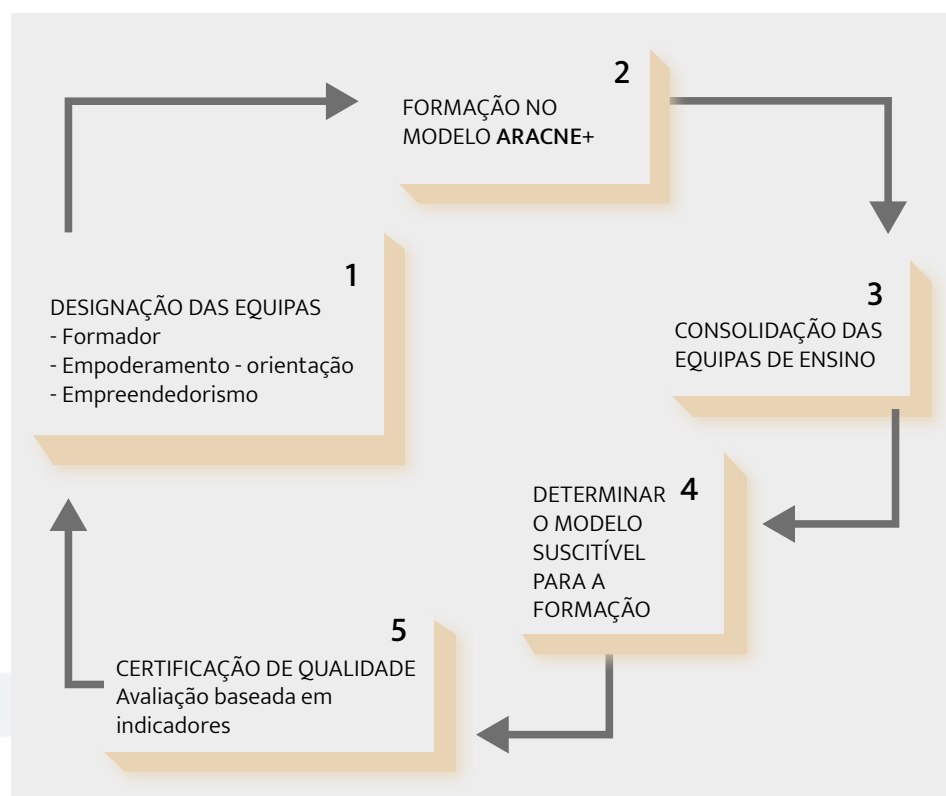 1
DESIGNAÇÃO DAS EQUIPAS
- Formador
- Empoderamento - orientação
- Empreendedorismo
2
FORMAÇÃO NO
MODELO ARACNE+
3
CONSOLIDAÇÃO DAS
EQUIPAS DE ENSINO
DETERMINAR 4
O MODELO
SUSCITÍVEL
PARA A
FORMAÇÃO
5
CERTIFICAÇÃO DE QUALIDADE
Avaliação baseada em
indicadores